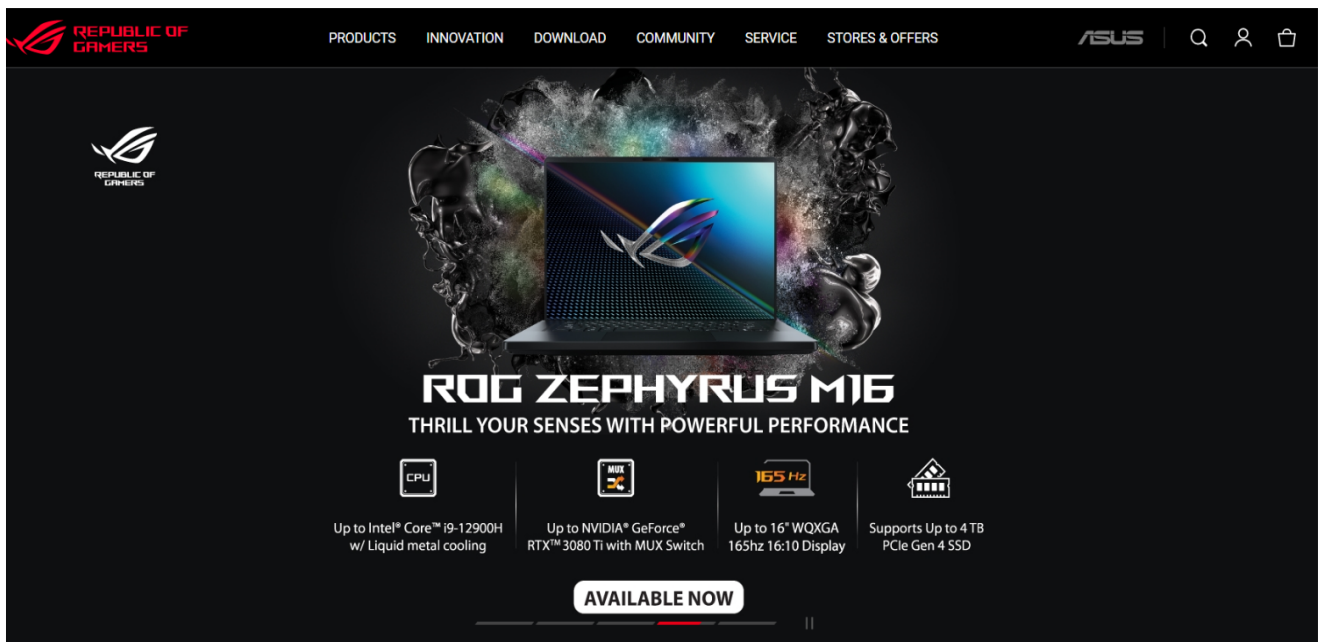 REPUBLIC OF
GAMERS
PRODUCTS INNOVATION DOWNLOAD COMMUNITY SERVICE STORES & OFFERS
ASUS
REPUBLIC OF
GAMERS
ROG ZEPHYRUS M16
THRILL YOUR SENSES WITH POWERFUL PERFORMANCE
CPU
MUX
165 Hz
Up to Intel® Core™ i9-12900H
w/ Liquid metal cooling
Up to NVIDIA® GeForce®
RTX™ 3080 Ti with MUX Switch
Up to 16" WQXGA
165hz 16:10 Display
Supports Up to 4 TB
PCIe Gen 4 SSD
AVAILABLE NOW